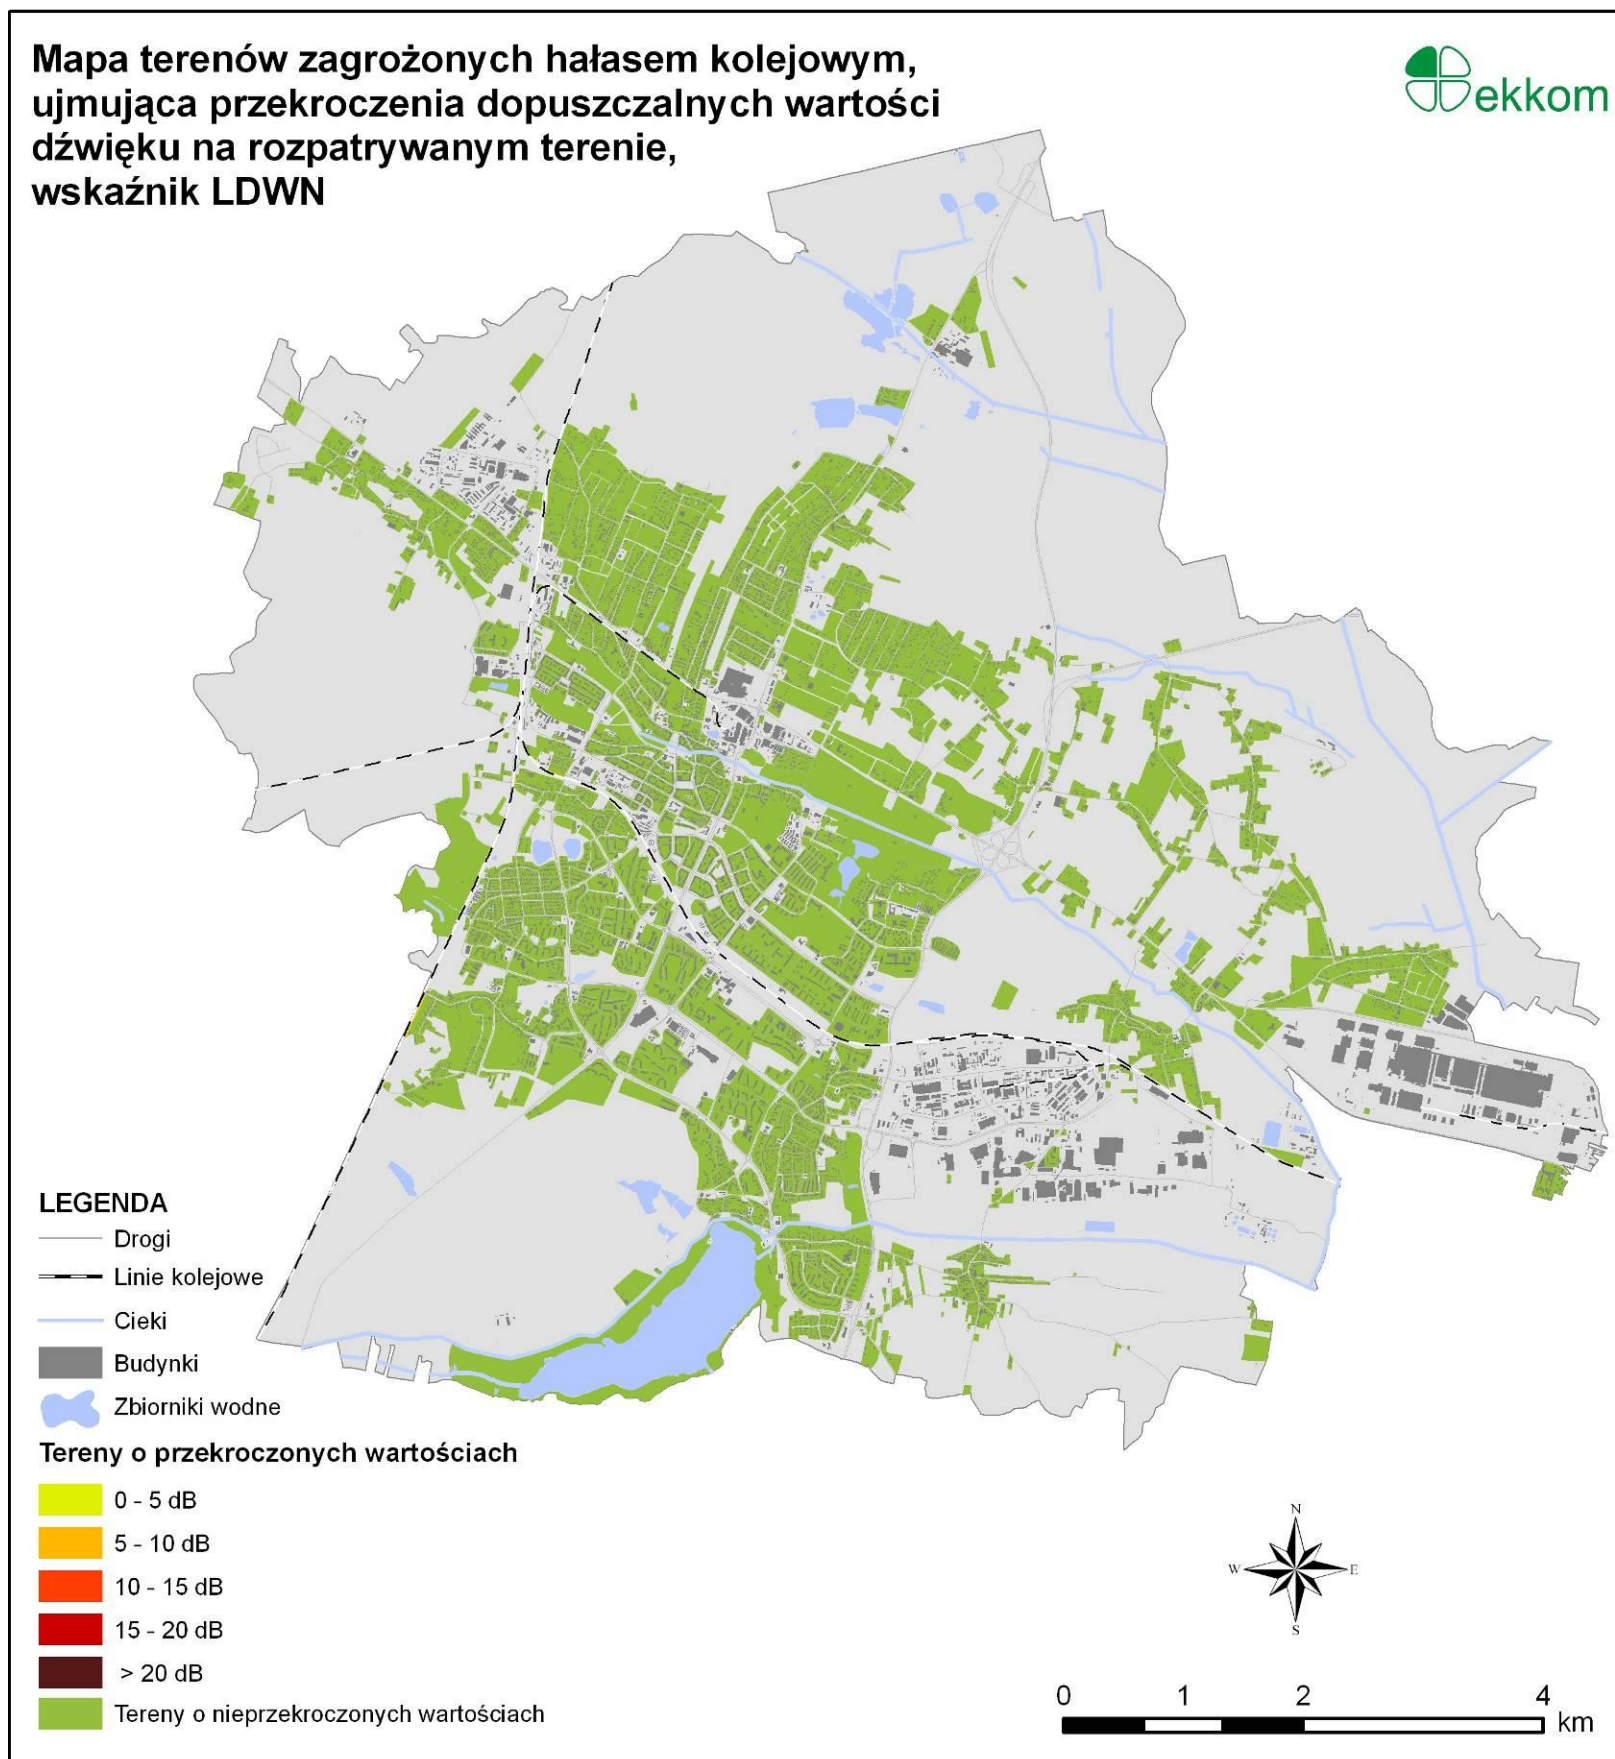 Mapa terenów zagrożonych hałasem kolejowym,
ujmująca przekroczenia dopuszczalnych wartości
dźwięku na rozpatrywanym terenie,
wskaźnik LDWN
ekkom
LEGENDA
Drogi
Linie kolejowe
Cieki
Budynki
Zbiorniki wodne
Tereny o przekroczonych wartościach
0 - 5 dB
5 - 10 dB
10 - 15 dB
15 - 20 dB
> 20 dB
Tereny o nieprzekroczonych wartościach
N
W E
S
0 1 2 4
km